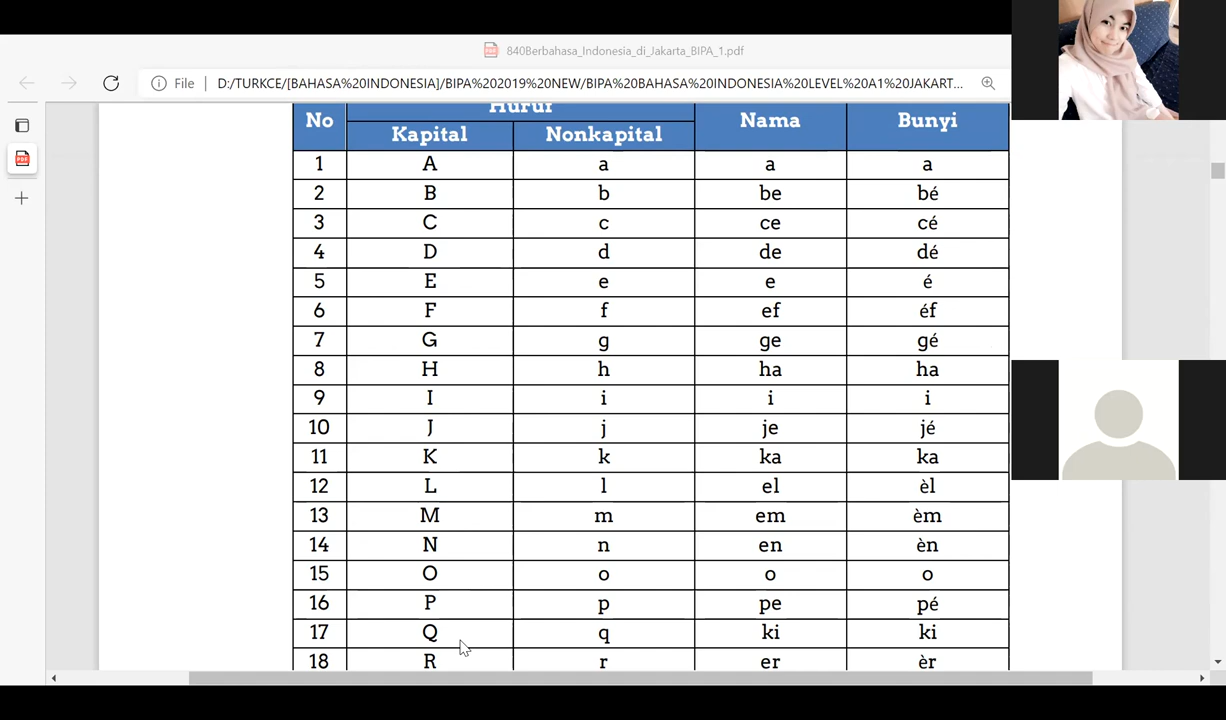 840Berbahasa_Indonesia_di_Jakarta_BIPA_1.pdf
File D:/TURKCE/[BAHASA%20INDONESIA]/BIPA%202019%20NEW/BIPA%20BAHASA%20INDONESIA%20LEVEL%20A1%20JAKART...
No Huruf Nama Bunyi
Kapital Nonkapital
1 A a a a
2 B b be bé
3 C c ce cé
4 D d de dé
5 E e e é
6 F f ef éf
7 G g ge gé
8 H h ha ha
9 I i i i
10 J j je jé
11 K k ka ka
12 L l el èl
13 M m em èm
14 N n en èn
15 O o o o
16 P p pe pé
17 Q q ki ki
18 R r er èr